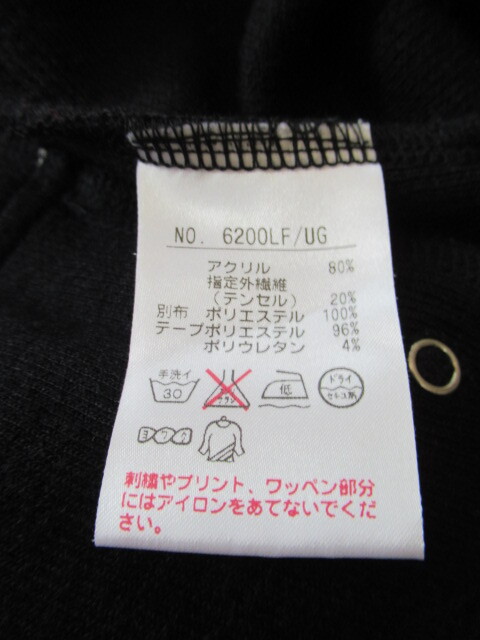 NO. 6200LF/UG
アクリル 80%
指定外繊維
(テンセル) 20%
別布 ポリエステル 100%
テープポリエステル 96%
ポリウレタン 4%
手洗イ 30
低
ドライ
セキユ系
ヨワク
刺繍やプリント、ワッペン部分
にはアイロンをあてないでくだ
さい。